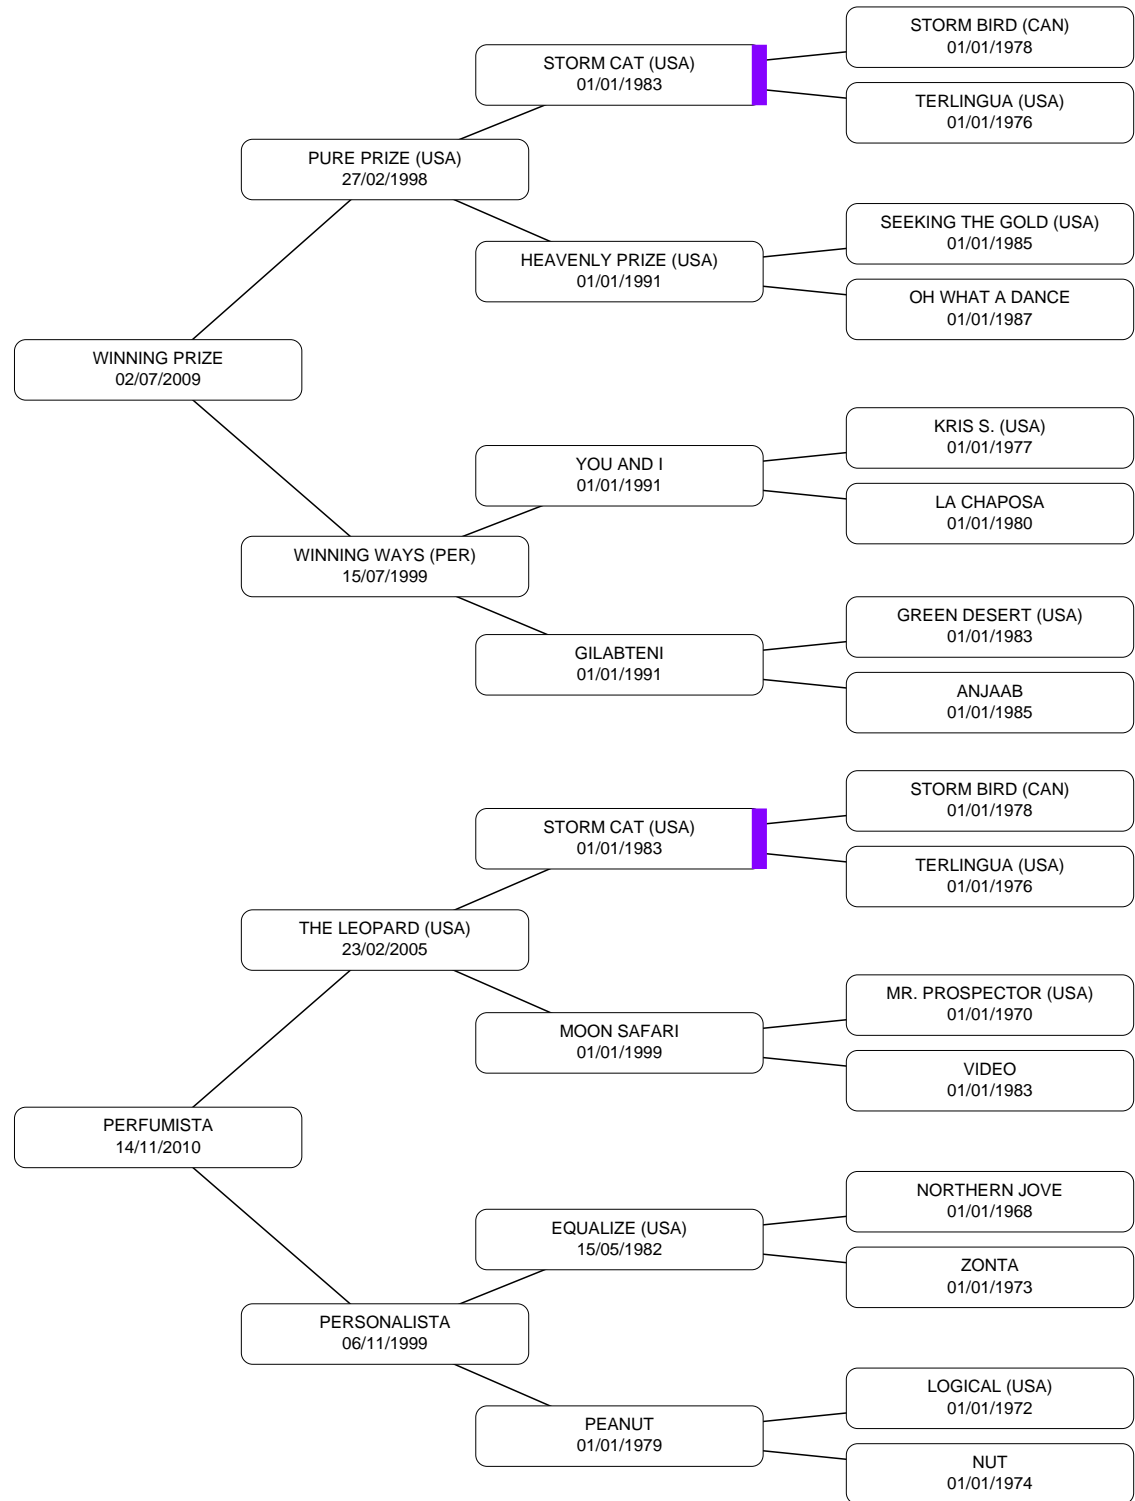 STORM BIRD (CAN)
01/01/1978
STORM CAT (USA)
01/01/1983
TERLINGUA (USA)
01/01/1976
PURE PRIZE (USA)
27/02/1998
SEEKING THE GOLD (USA)
01/01/1985
HEAVENLY PRIZE (USA)
01/01/1991
OH WHAT A DANCE
01/01/1987
WINNING PRIZE
02/07/2009
KRIS S. (USA)
01/01/1977
YOU AND I
01/01/1991
LA CHAPOSA
01/01/1980
WINNING WAYS (PER)
15/07/1999
GREEN DESERT (USA)
01/01/1983
GILABTENI
01/01/1991
ANJAAB
01/01/1985
STORM BIRD (CAN)
01/01/1978
STORM CAT (USA)
01/01/1983
TERLINGUA (USA)
01/01/1976
THE LEOPARD (USA)
23/02/2005
MR. PROSPECTOR (USA)
01/01/1970
MOON SAFARI
01/01/1999
VIDEO
01/01/1983
PERFUMISTA
14/11/2010
NORTHERN JOVE
01/01/1968
EQUALIZE (USA)
15/05/1982
ZONTA
01/01/1973
PERSONALISTA
06/11/1999
LOGICAL (USA)
01/01/1972
PEANUT
01/01/1979
NUT
01/01/1974